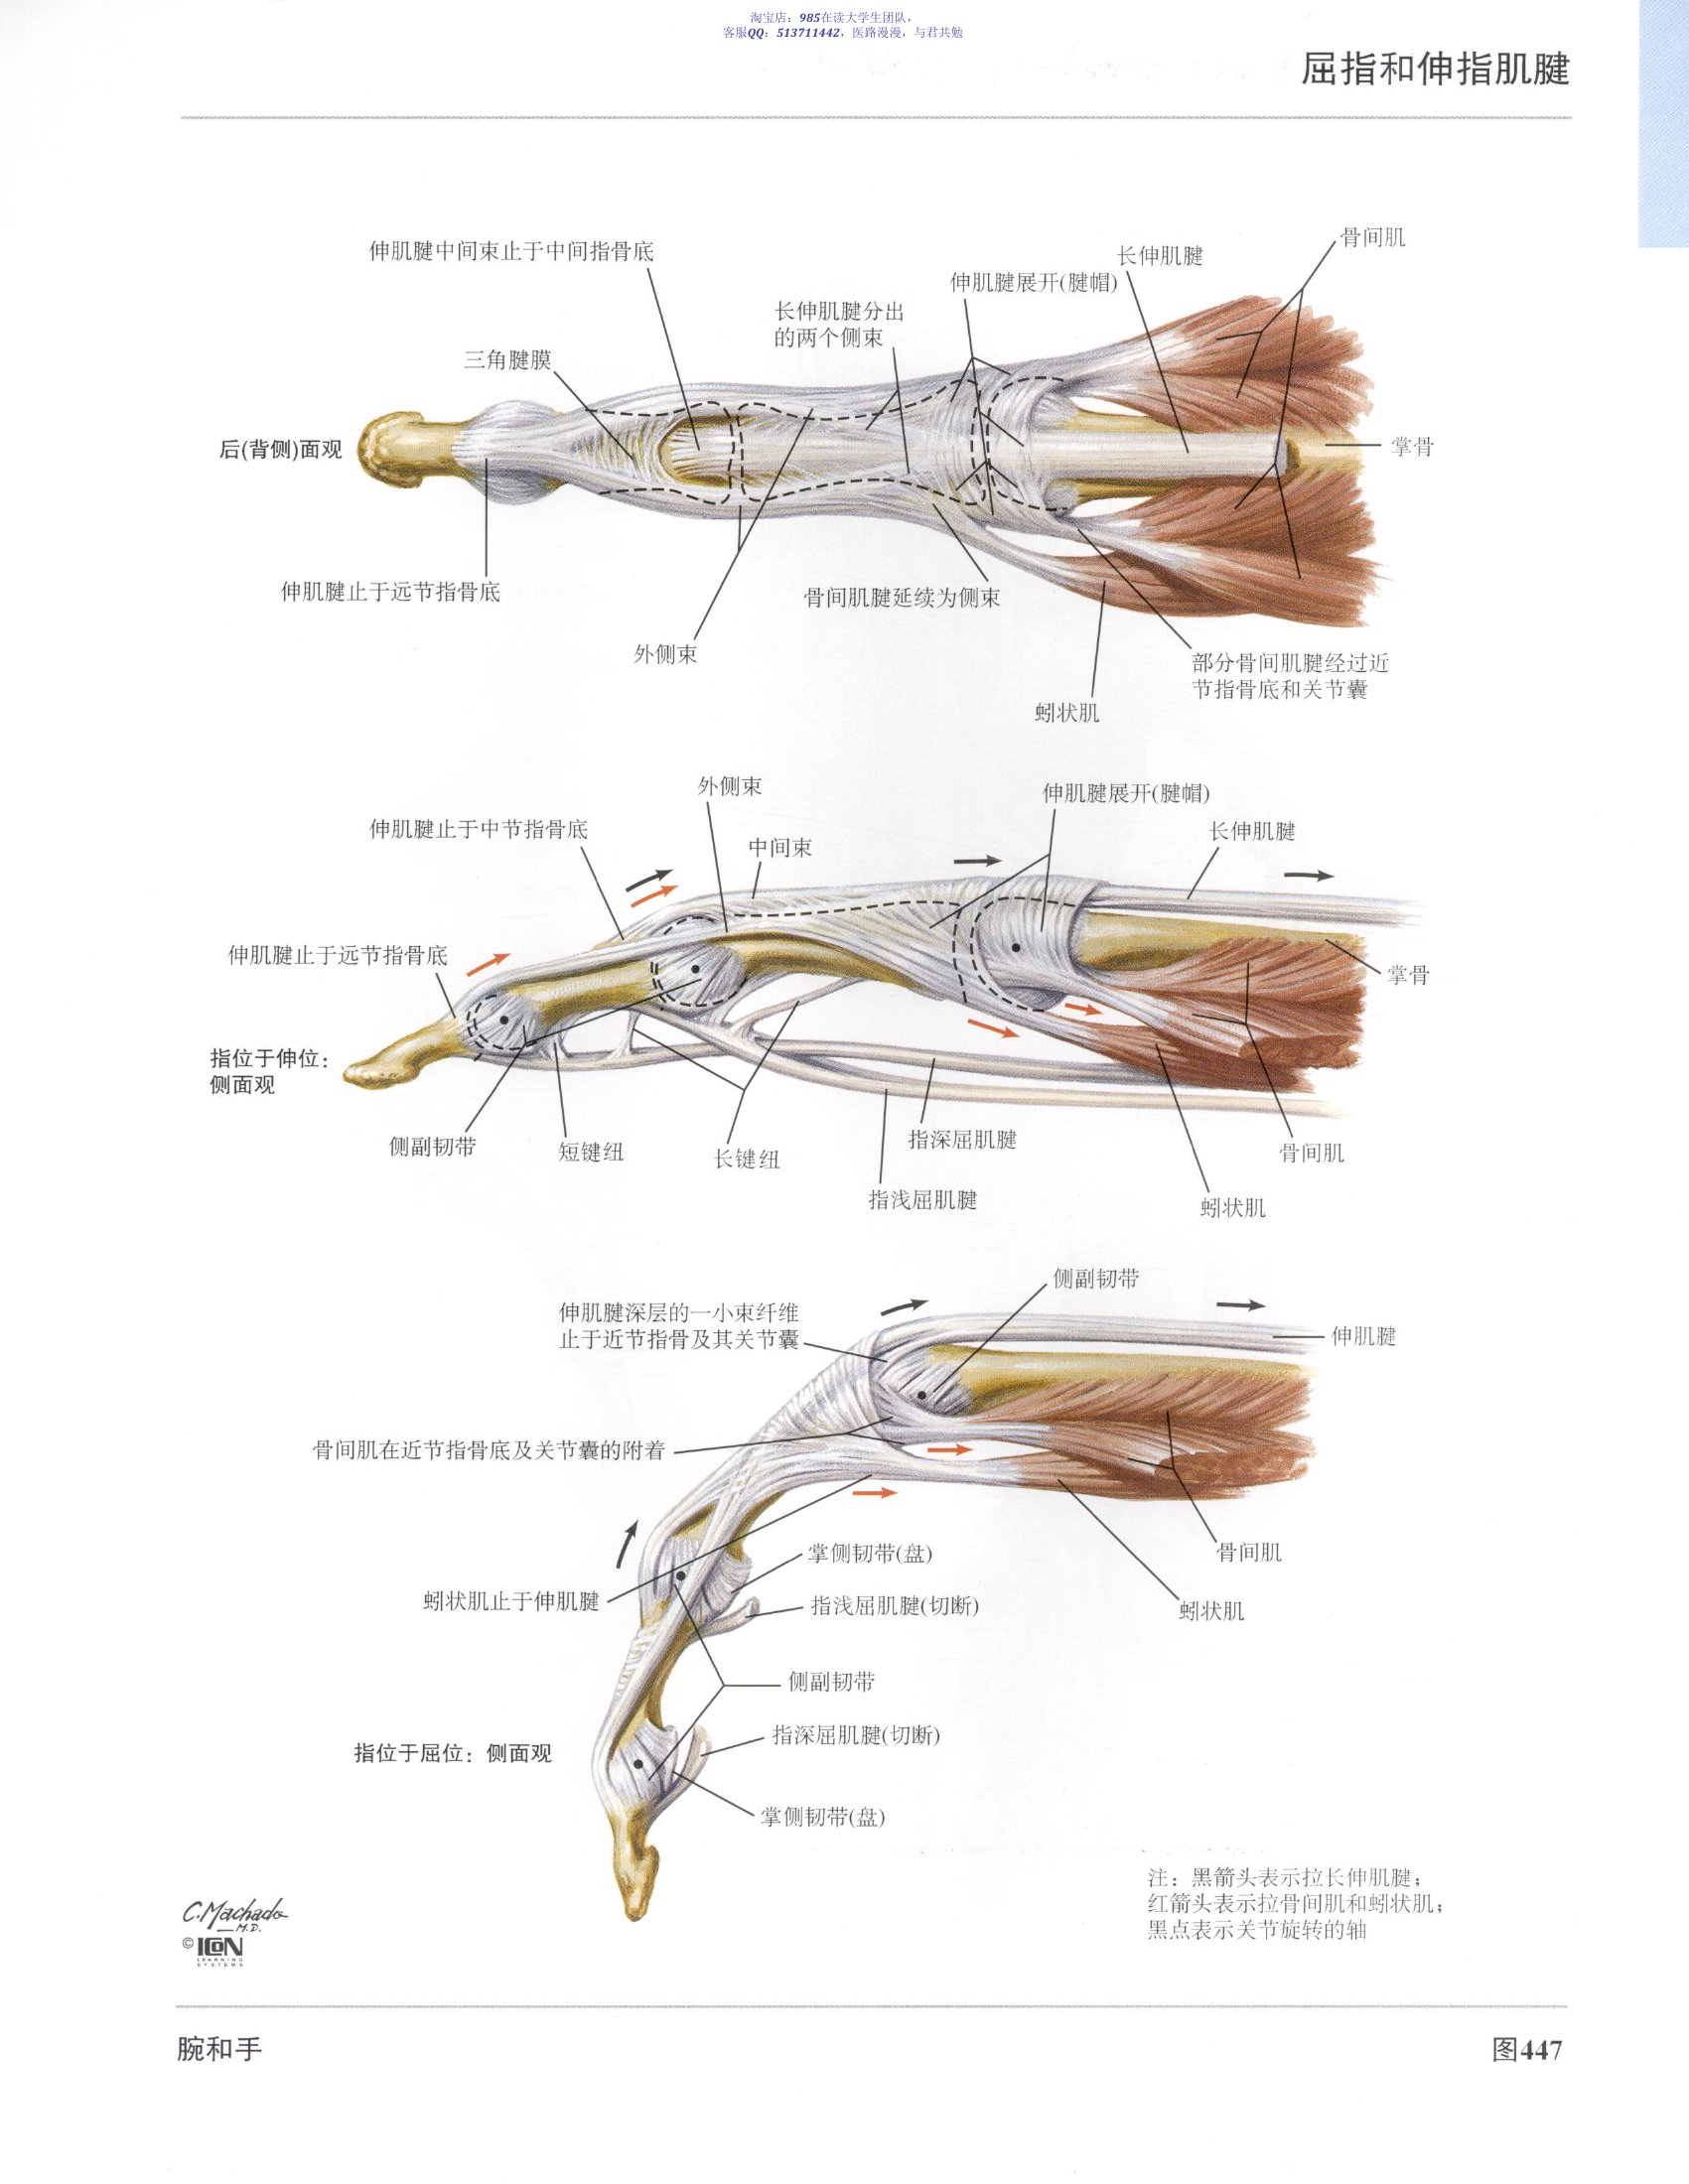 淘宝店：985在读大学生团队，
客服QQ：513711442，医路漫漫，与君共勉
屈指和伸指肌腱
骨间肌
伸肌腱中间束止于中间指骨底
长伸肌腱
伸肌腱展开(腱帽)
长伸肌腱分出
的两个侧束
三角腱膜
后(背侧)面观
掌骨
伸肌腱止于远节指骨底
骨间肌腱延续为侧束
外侧束
部分骨间肌腱经过近
节指骨底和关节囊
蚓状肌
外侧束
伸肌腱展开(腱帽)
伸肌腱止于中节指骨底
长伸肌腱
中间束
伸肌腱止于远节指骨底
掌骨
指位于伸位：
侧面观
侧副韧带
短键纽
长键纽
指深屈肌腱
骨间肌
指浅屈肌腱
蚓状肌
侧副韧带
伸肌腱深层的一小束纤维
止于近节指骨及其关节囊
伸肌腱
骨间肌在近节指骨底及关节囊的附着
掌侧韧带(盘)
骨间肌
蚓状肌止于伸肌腱
指浅屈肌腱(切断)
蚓状肌
侧副韧带
指深屈肌腱(切断)
指位于屈位：侧面观
掌侧韧带(盘)
注：黑箭头表示拉长伸肌腱；
红箭头表示拉骨间肌和蚓状肌；
黑点表示关节旋转的轴
C.Machado
M.D.
© ICON
LEARNING
SYSTEMS
腕和手
图447